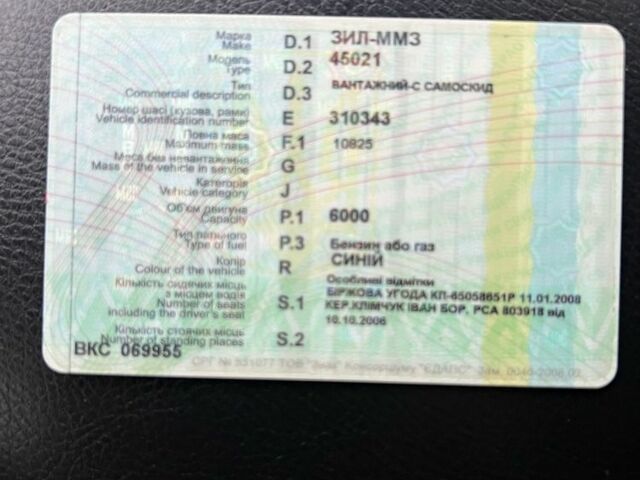 Марка D.1 ЗИЛ-ММЗ
Make
Модель D.2 45021
Type
Тип D.3 ВАНТАЖНИЙ-С САМОСКИД
Commercial description
Номер шасі (кузова, рами) E 310343
Vehicle identification number
Повна маса F.1 10825
Maximum mass
Маса без навантаження G
Mass of the vehicle in service
Категорія J
Vehicle category
Об'єм двигуна P.1 6000
Capacity
Тип пального P.3 Бензин або газ
Type of fuel
Колір R СИНІЙ
Colour of the vehicle
Особливі відмітки
Кількість сидячих місць S.1 БІРЖОВА УГОДА КП-65058651Р 11.01.2008
з місцем водія КЕР.КЛІМЧУК ІВАН БОР. РСА 803918 від
Number of seats 10.10.2006
including the driver's seat
Кількість стоячих місць S.2
Number of standing places
ВКС 069955